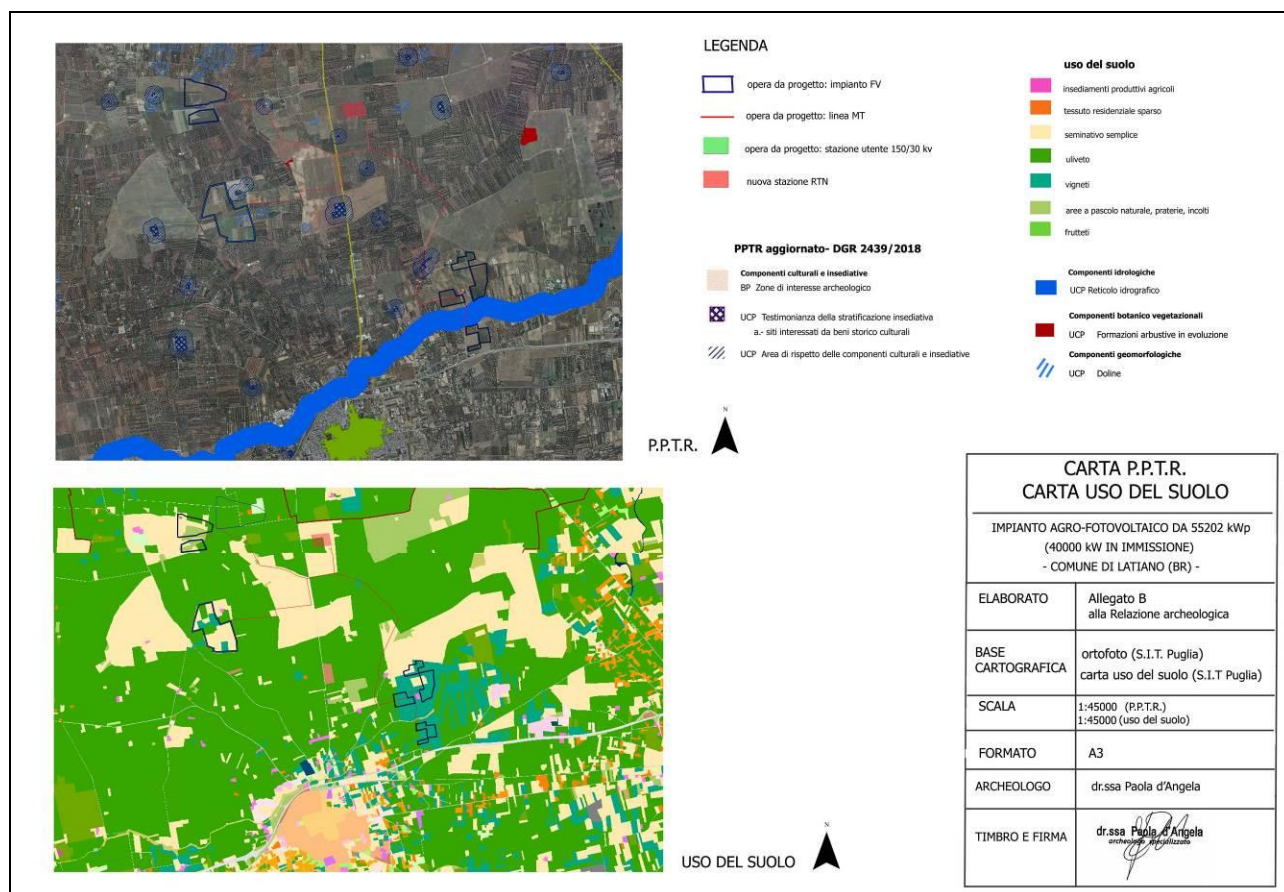 LEGENDA
opera da progetto: impianto FV
opera da progetto: linea MT
opera da progetto: stazione utente 150/30 kv
nuova stazione RTN
PPTR aggiornato- DGR 2439/2018
Componenti culturali e insediative
BP Zone di interesse archeologico
UCP Testimonianza della stratificazione insediativa
a.- siti interessati da beni storico culturali
UCP Area di rispetto delle componenti culturali e insediative
uso del suolo
insediamenti produttivi agricoli
tessuto residenziale sparso
seminativo semplice
uliveto
vigneti
aree a pascolo naturale, praterie, incolti
frutteti
Componenti idrologiche
UCP Reticolo idrografico
Componenti botanico vegetazionali
UCP Formazioni arbustive in evoluzione
Componenti geomorfologiche
UCP Doline
N
P.P.T.R.
N
USO DEL SUOLO
CARTA P.P.T.R.
CARTA USO DEL SUOLO
IMPIANTO AGRO-FOTOVOLTAICO DA 55202 kWp
(40000 kW IN IMMISSIONE)
- COMUNE DI LATIANO (BR) -
ELABORATO
Allegato B
alla Relazione archeologica
BASE
CARTOGRAFICA
ortofoto (S.I.T. Puglia)
carta uso del suolo (S.I.T Puglia)
SCALA
1:45000 (P.P.T.R.)
1:45000 (uso del suolo)
FORMATO
A3
ARCHEOLOGO
dr.ssa Paola d'Angela
TIMBRO E FIRMA
dr.ssa Paola d'Angela
archeologo specializzato